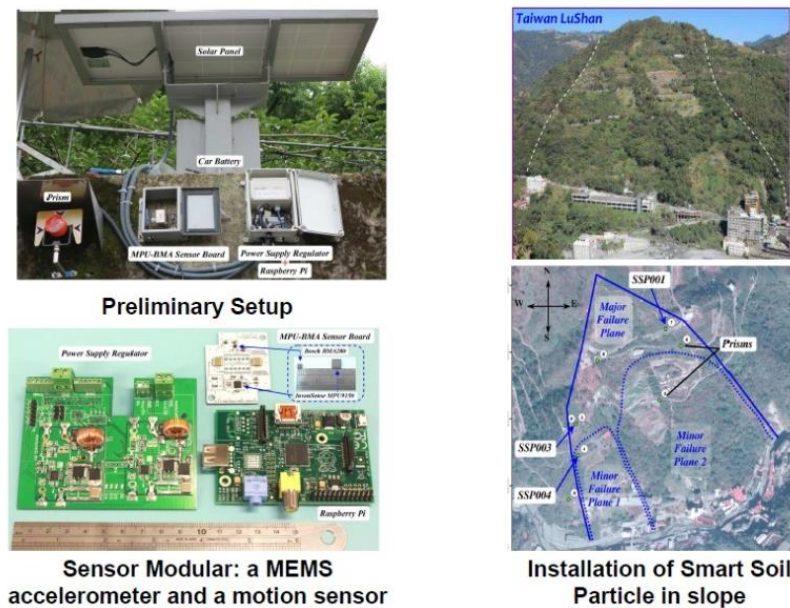 Solar Panel
Car Battery
Prism
MPU-BMA Sensor Board
Power Supply Regulator
+
Raspberry Pi
Preliminary Setup
Power Supply Regulator
MPU-BMA Sensor Board
Bosch BMA280
InvenSense MPU9150
Raspberry Pi
Sensor Modular: a MEMS
accelerometer and a motion sensor
Taiwan LuShan
N
W E
S
SSP001
Major
Failure
Plane
Prisms
SSP003
SSP004
Minor
Failure
Plane 1
Minor
Failure
Plane 2
Installation of Smart Soil
Particle in slope